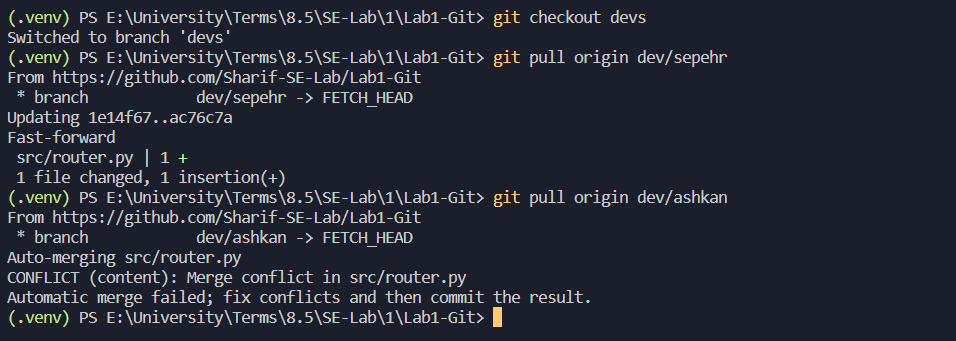 (.venv) PS E:\University\Terms\8.5\SE-Lab\1\Lab1-Git> git checkout devs
Switched to branch 'devs'
(.venv) PS E:\University\Terms\8.5\SE-Lab\1\Lab1-Git> git pull origin dev/sepehr
From https://github.com/Sharif-SE-Lab/Lab1-Git
 * branch            dev/sepehr -> FETCH_HEAD
Updating 1e14f67..ac76c7a
Fast-forward
 src/router.py | 1 +
 1 file changed, 1 insertion(+)
(.venv) PS E:\University\Terms\8.5\SE-Lab\1\Lab1-Git> git pull origin dev/ashkan
From https://github.com/Sharif-SE-Lab/Lab1-Git
 * branch            dev/ashkan -> FETCH_HEAD
Auto-merging src/router.py
CONFLICT (content): Merge conflict in src/router.py
Automatic merge failed; fix conflicts and then commit the result.
(.venv) PS E:\University\Terms\8.5\SE-Lab\1\Lab1-Git>